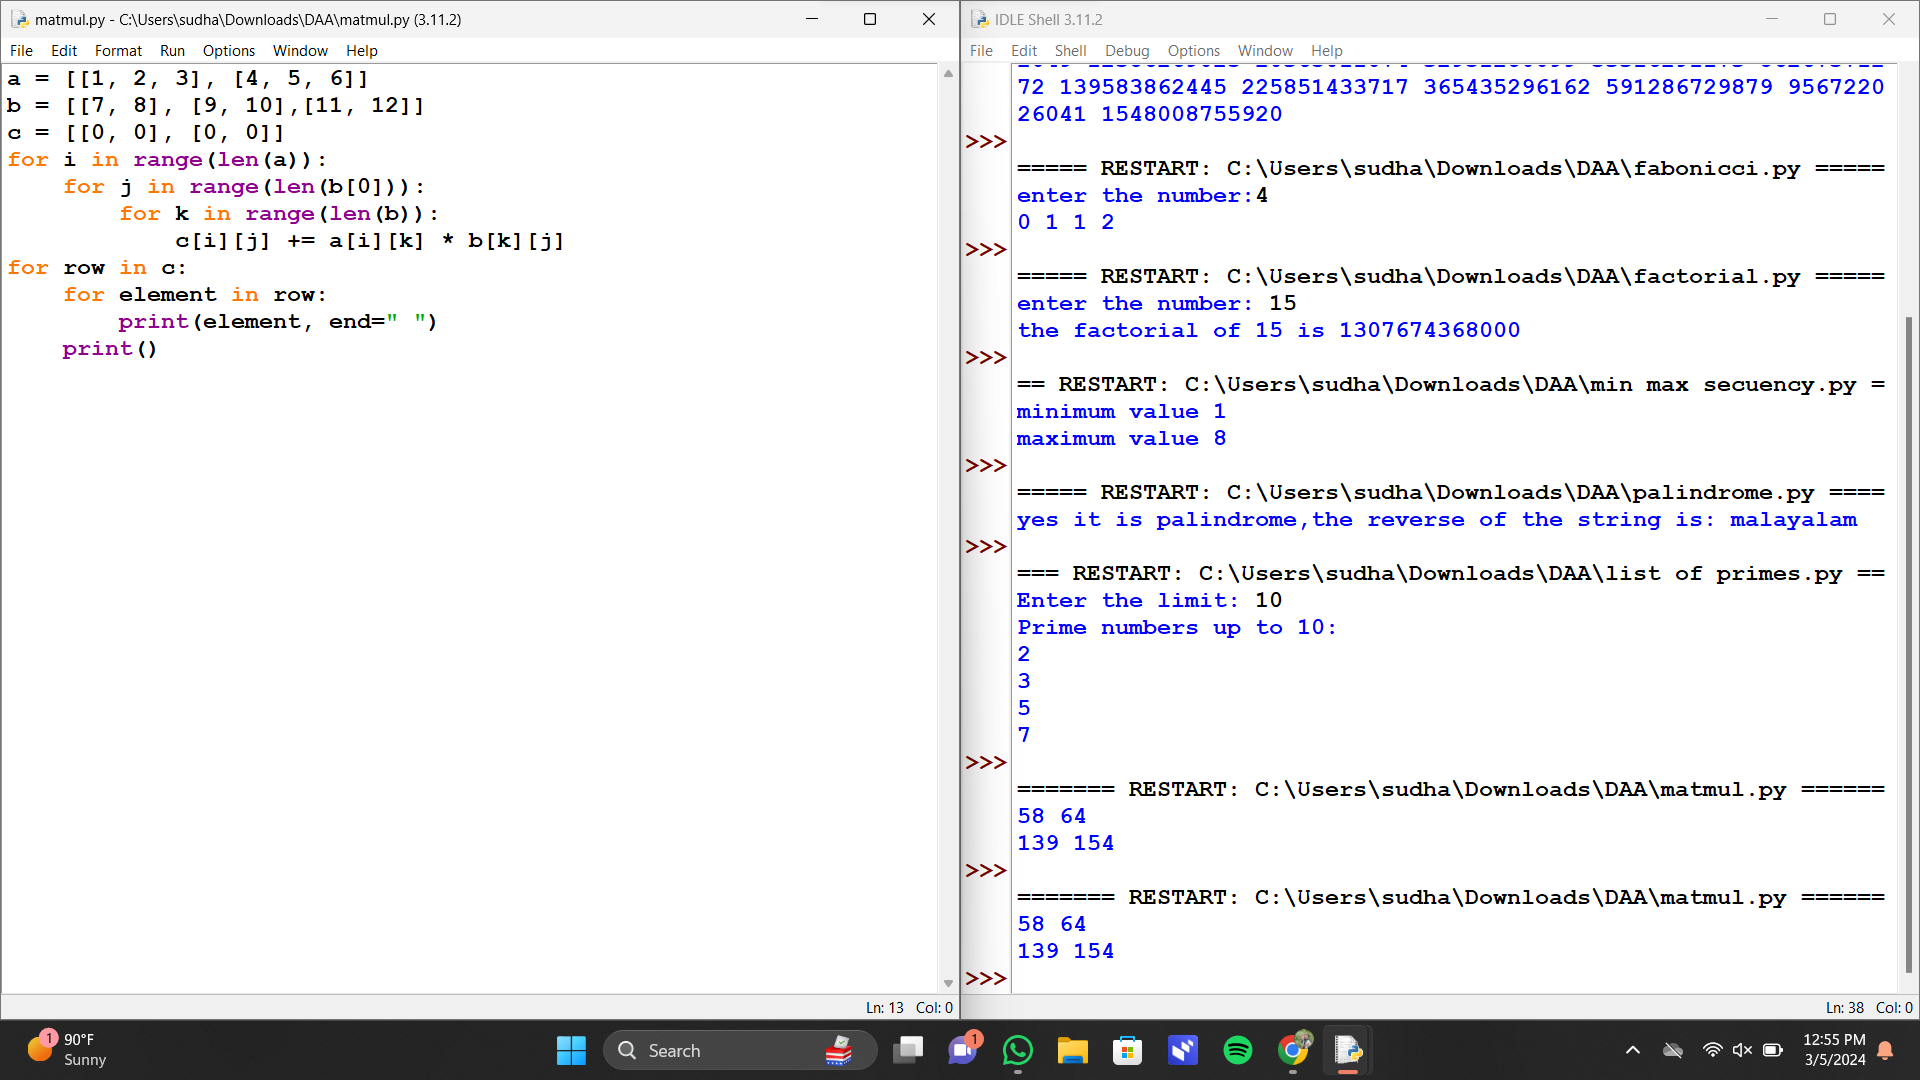 matmul.py - C:\Users\sudha\Downloads\DAA\matmul.py (3.11.2)
File Edit Format Run Options Window Help
a = [[1, 2, 3], [4, 5, 6]]
b = [[7, 8], [9, 10],[11, 12]]
c = [[0, 0], [0, 0]]
for i in range(len(a)):
    for j in range(len(b[0])):
        for k in range(len(b)):
            c[i][j] += a[i][k] * b[k][j]
for row in c:
    for element in row:
        print(element, end=" ")
    print()
Ln: 13 Col: 0
IDLE Shell 3.11.2
File Edit Shell Debug Options Window Help
72 139583862445 225851433717 365435296162 591286729879 9567220
26041 1548008755920
>>>
===== RESTART: C:\Users\sudha\Downloads\DAA\fabonicci.py =====
enter the number:4
0 1 1 2
>>>
===== RESTART: C:\Users\sudha\Downloads\DAA\factorial.py =====
enter the number: 15
the factorial of 15 is 1307674368000
>>>
== RESTART: C:\Users\sudha\Downloads\DAA\min max secuency.py =
minimum value 1
maximum value 8
>>>
===== RESTART: C:\Users\sudha\Downloads\DAA\palindrome.py ====
yes it is palindrome,the reverse of the string is: malayalam
>>>
=== RESTART: C:\Users\sudha\Downloads\DAA\list of primes.py ==
Enter the limit: 10
Prime numbers up to 10:
2
3
5
7
>>>
======= RESTART: C:\Users\sudha\Downloads\DAA\matmul.py ======
58 64
139 154
>>>
======= RESTART: C:\Users\sudha\Downloads\DAA\matmul.py ======
58 64
139 154
>>>
Ln: 38 Col: 0
1
90°F
Sunny
Search
1
12:55 PM
3/5/2024